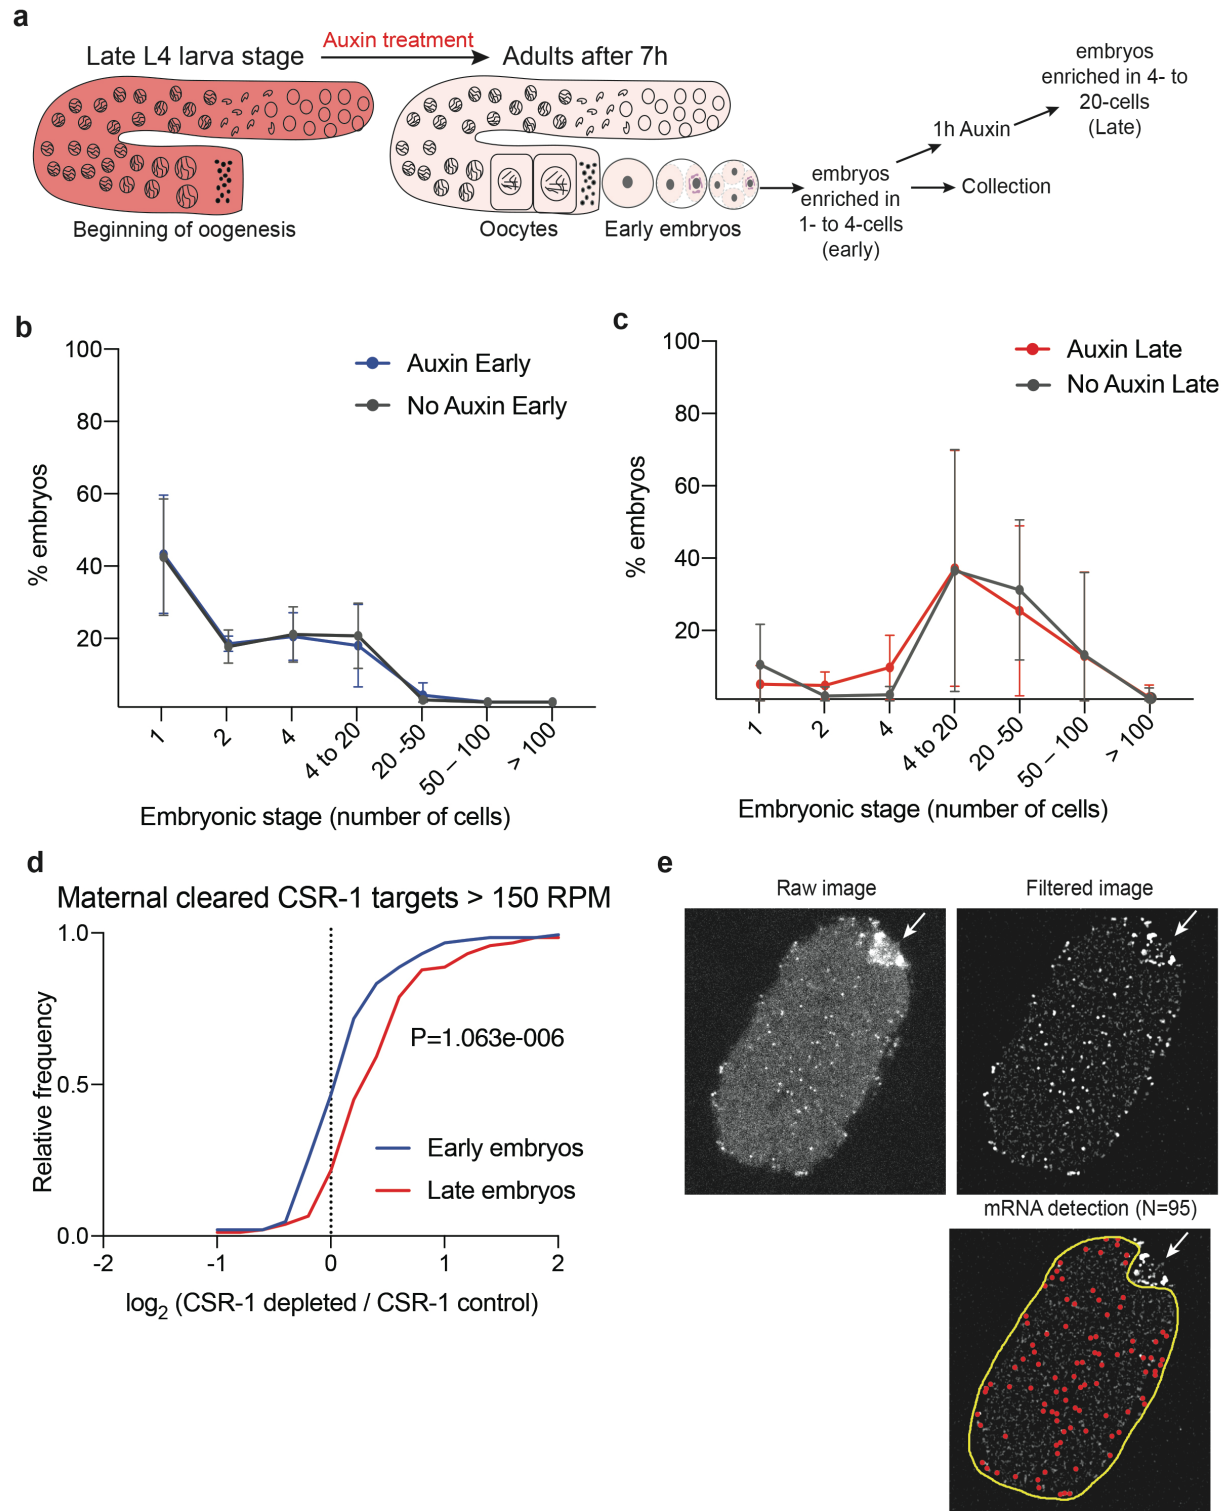 a
Late L4 larva stage
Auxin treatment
Adults after 7h
Beginning of oogenesis
Oocytes
Early embryos
embryos
enriched in
1- to 4-cells
(early)
1h Auxin
Collection
embryos
enriched in 4- to
20-cells
(Late)
b
100
80
60
40
20
% embryos
Auxin Early
No Auxin Early
1
2
4
4 to 20
20 -50
50 – 100
> 100
Embryonic stage (number of cells)
c
100
80
60
40
20
% embryos
Auxin Late
No Auxin Late
1
2
4
4 to 20
20 -50
50 – 100
> 100
Embryonic stage (number of cells)
d
Maternal cleared CSR-1 targets > 150 RPM
1.0
0.5
0.0
Relative frequency
P=1.063e-006
Early embryos
Late embryos
-2
-1
0
1
2
log2 (CSR-1 depleted / CSR-1 control)
e
Raw image
Filtered image
mRNA detection (N=95)